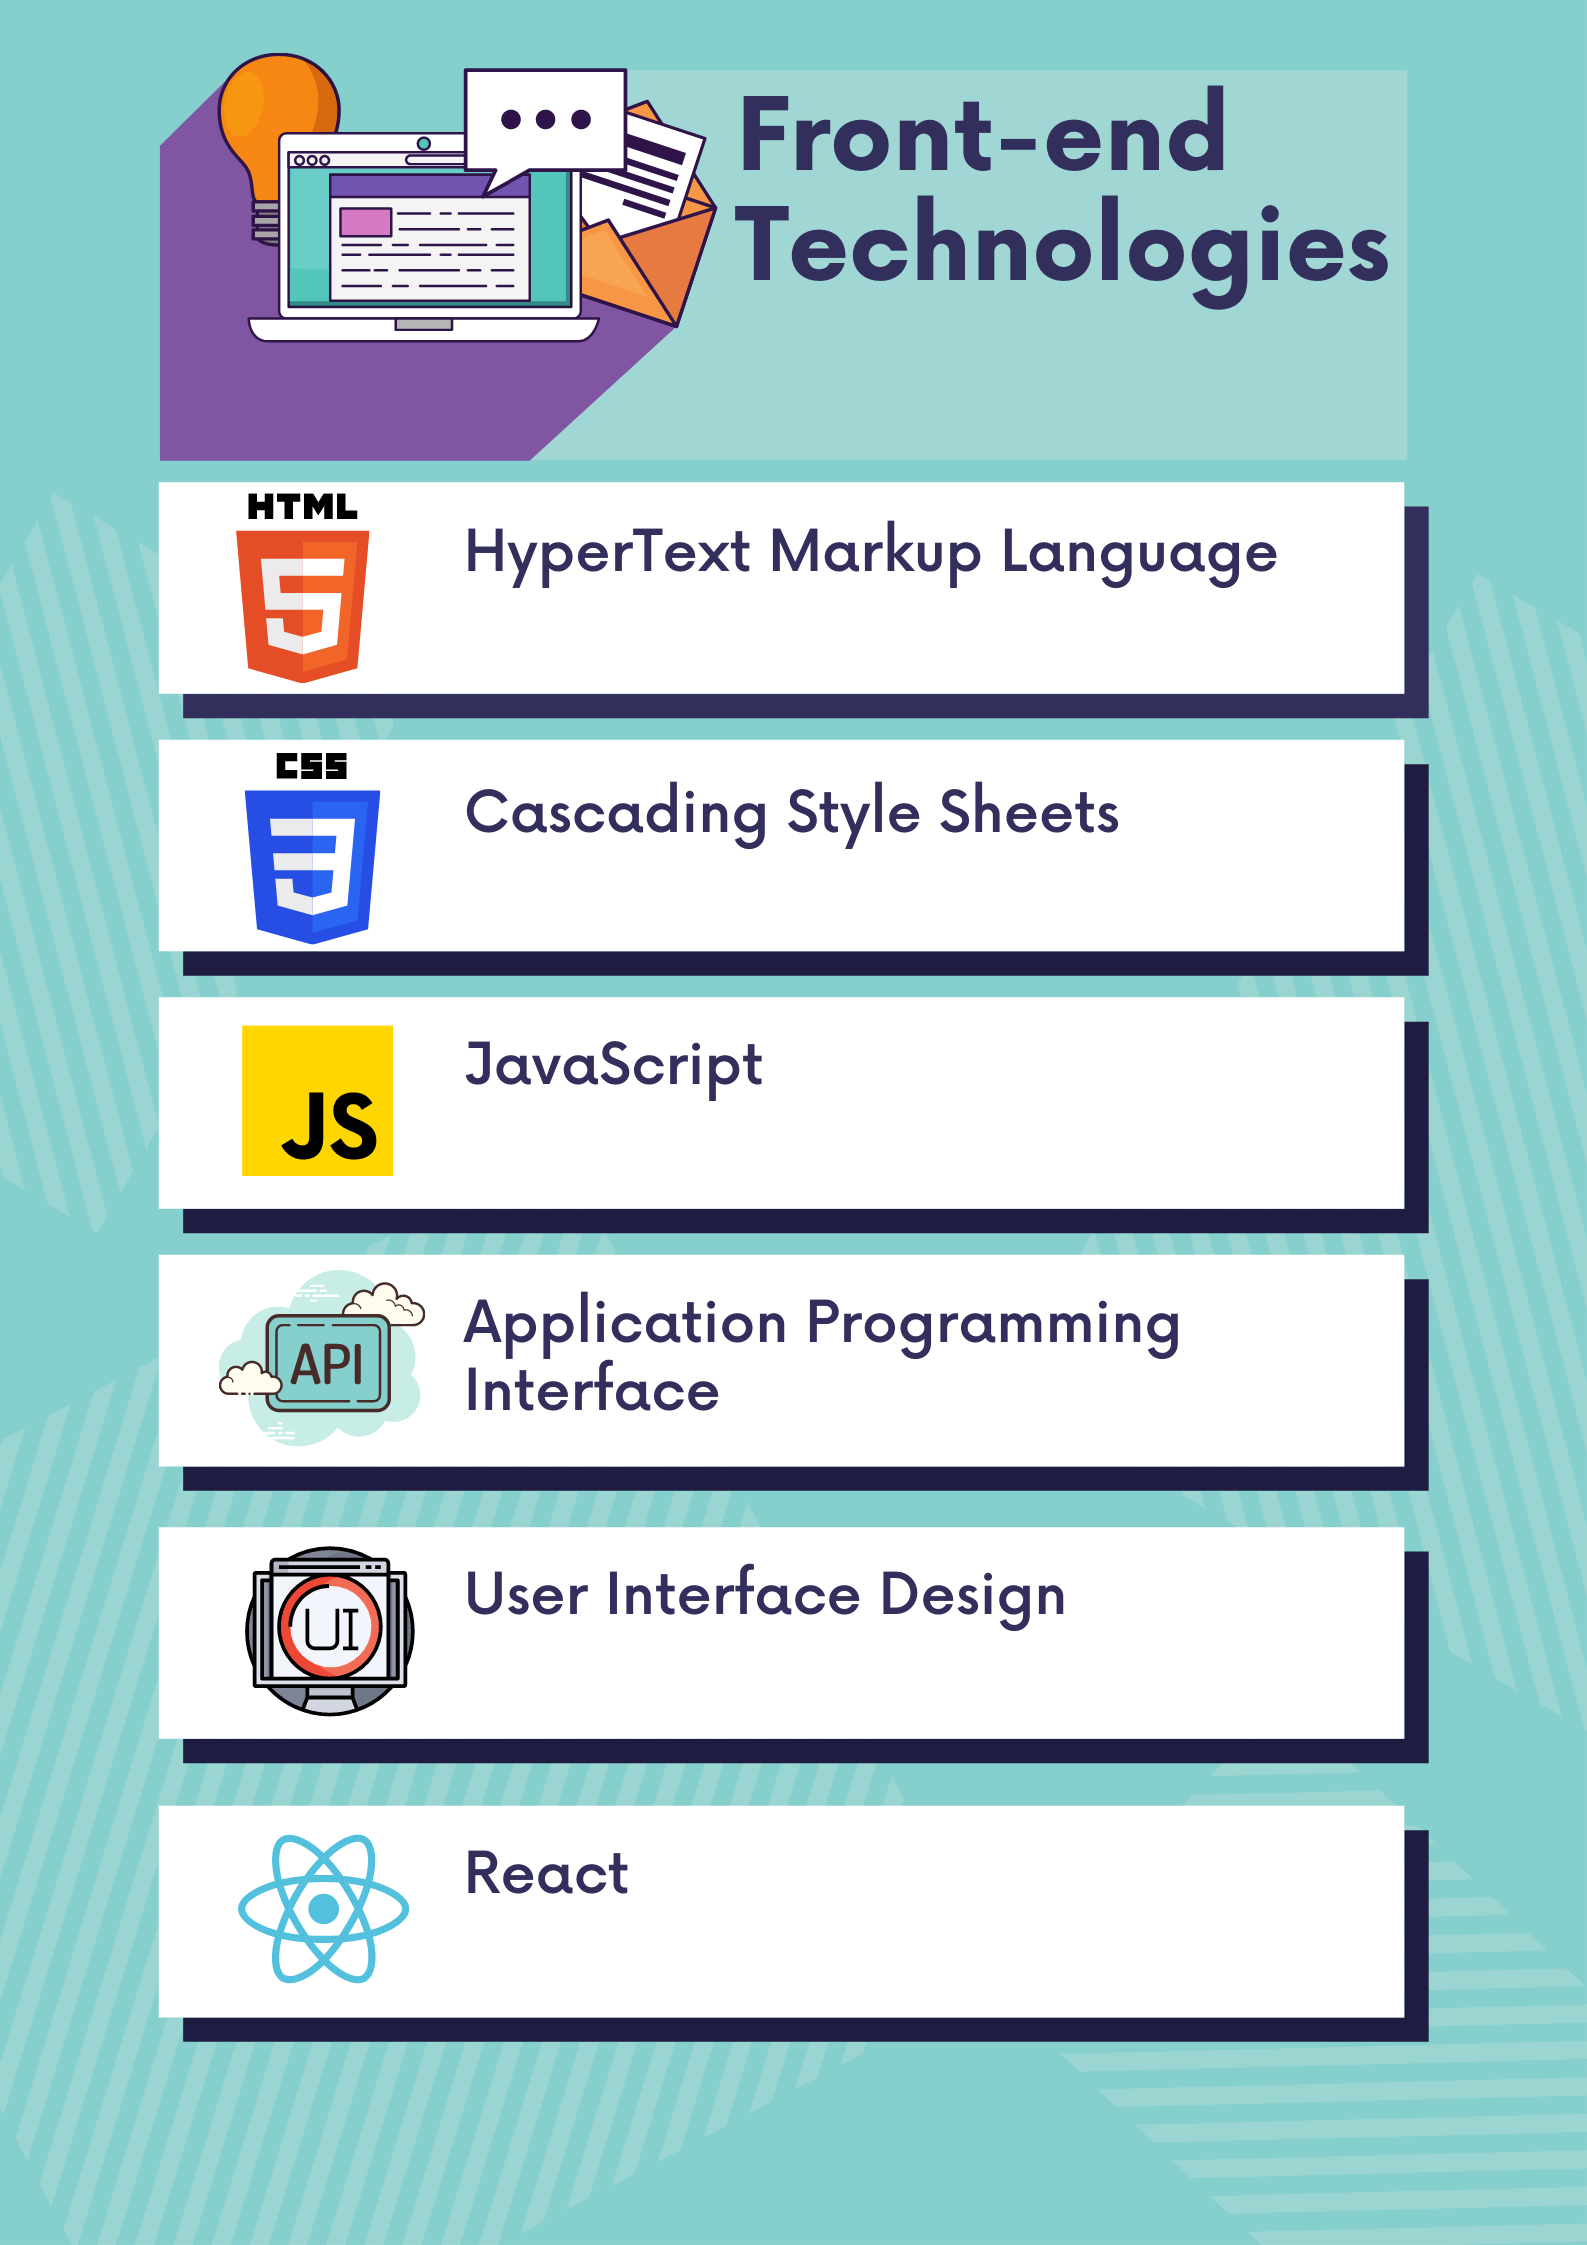 Front-end
Technologies
HTML
HyperText Markup Language
CSS
Cascading Style Sheets
JavaScript
JS
Application Programming
Interface
API
User Interface Design
UI
React